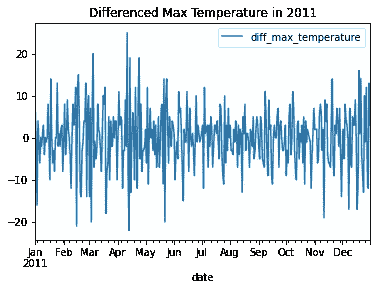 Differenced Max Temperature in 2011
diff_max_temperature
20
10
0
-10
-20
Jan Feb Mar Apr May Jun Jul Aug Sep Oct Nov Dec
2011
date